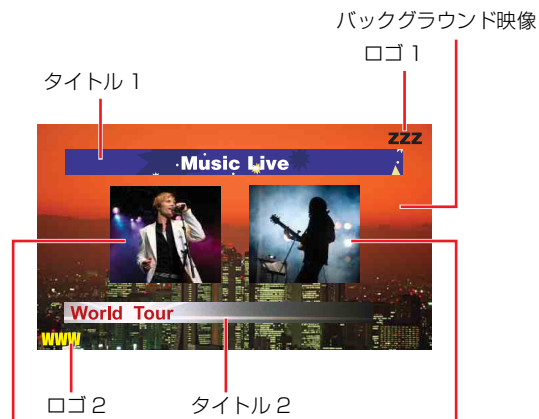 バックグラウンド映像
ロゴ 1
タイトル 1
ZZZ
Music Live
World Tour
WWW
ロゴ 2
タイトル 2